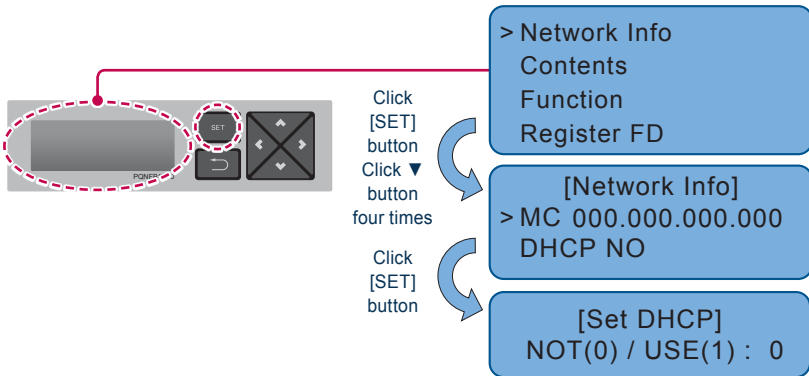 > Network Info
Contents
Function
Register FD
SET
Click
[SET]
button
Click ▼
button
four times
[Network Info]
> MC 000.000.000.000
DHCP NO
Click
[SET]
button
[Set DHCP]
NOT(0) / USE(1) : 0